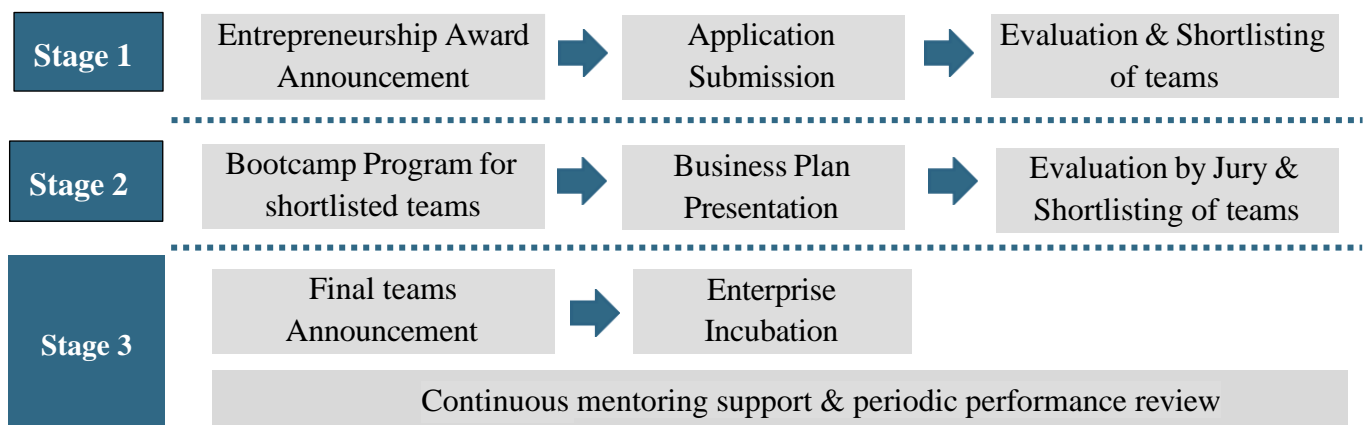 Stage 1
Entrepreneurship Award
Announcement
Application
Submission
Evaluation & Shortlisting
of teams
Stage 2
Bootcamp Program for
shortlisted teams
Business Plan
Presentation
Evaluation by Jury &
Shortlisting of teams
Stage 3
Final teams
Announcement
Enterprise
Incubation
Continuous mentoring support & periodic performance review